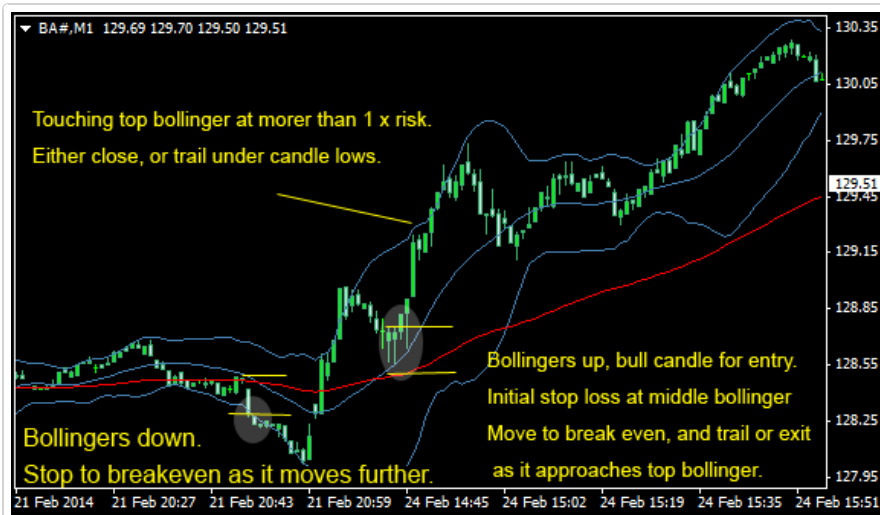 BA#,M1 129.69 129.70 129.50 129.51
130.35
Touching top bollinger at morer than 1 x risk.
Either close, or trail under candle lows.
130.05
129.75
129.51
129.45
129.15
128.85
Bollingers up, bull candle for entry.
128.55
Initial stop loss at middle bollinger
Move to break even, and trail or exit
as it approaches top bollinger.
128.25
Bollingers down.
Stop to breakeven as it moves further.
127.95
21 Feb 2014 21 Feb 20:27 21 Feb 20:43 21 Feb 20:59 24 Feb 14:45 24 Feb 15:02 24 Feb 15:19 24 Feb 15:35 24 Feb 15:51